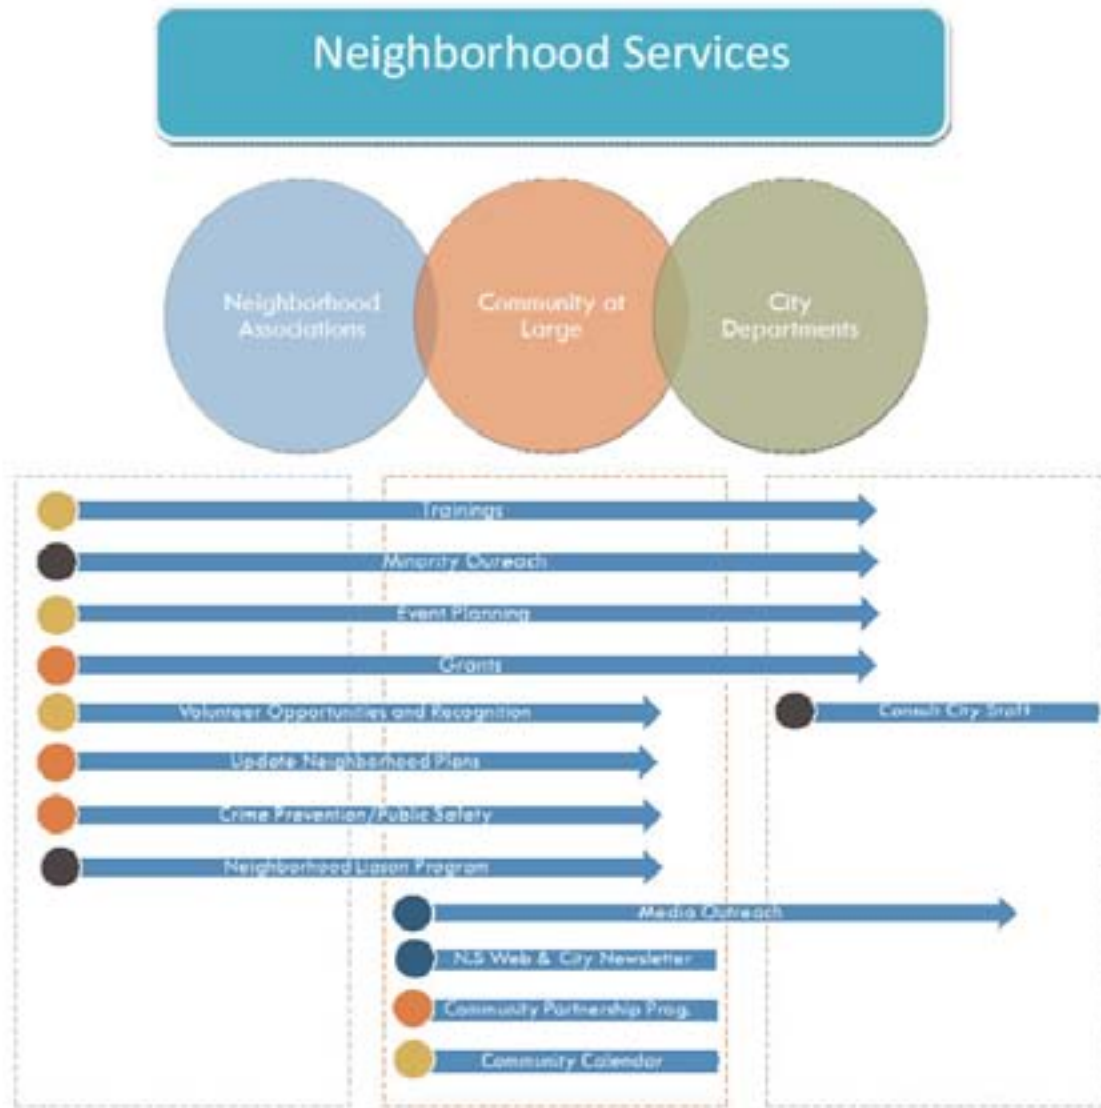 Neighborhood Services
Neighborhood
Associations
Community at
Large
City
Departments
Trainings
Minority Outreach
Event Planning
Grants
Volunteer Opportunities and Recognition
Consult City Staff
Update Neighborhood Plans
Crime Prevention/Public Safety
Neighborhood Liason Program
Media Outreach
N.S Web & City Newsletter
Community Partnership Prog.
Community Calendar